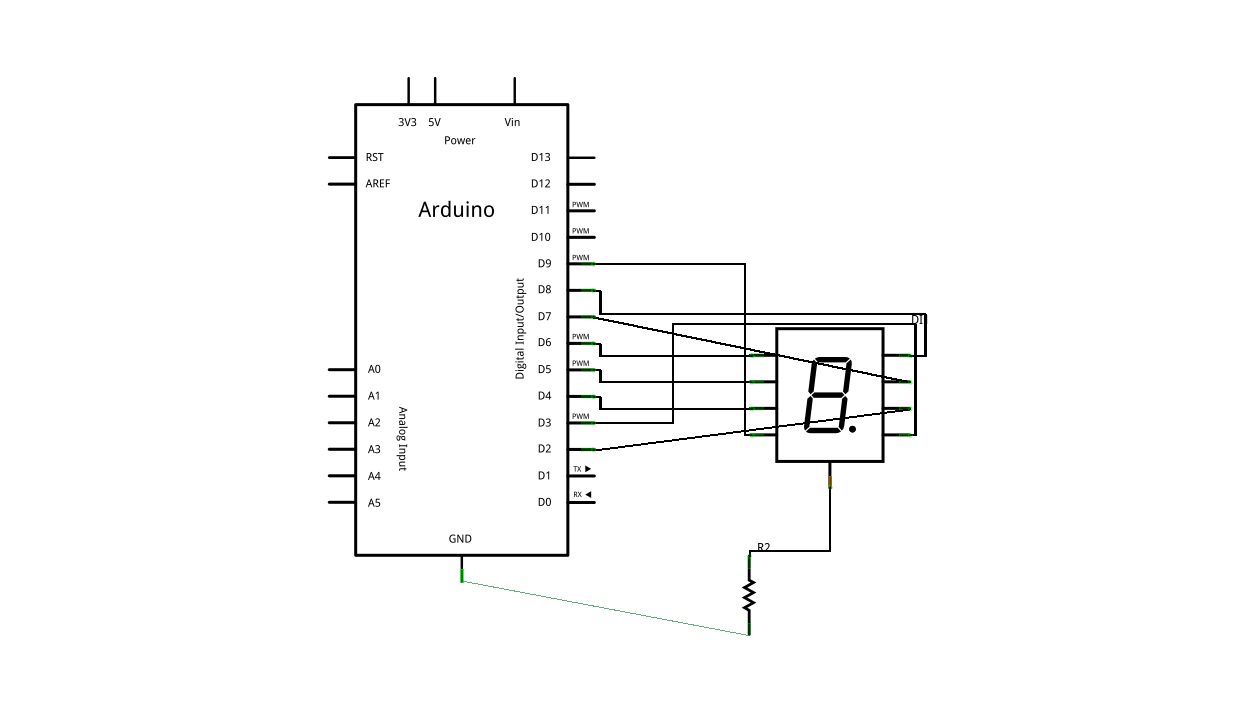 3V3 5V Vin
Power
RST D13
AREF D12
Arduino
D11 PWM
D10 PWM
D9 PWM
D8
D7
DI
D6 PWM
Digital Input/Output
A0 D5 PWM
A1 D4
A2 D3 PWM
A3 D2
Analog Input
A4 D1 TX
A5 D0 RX
GND
R2